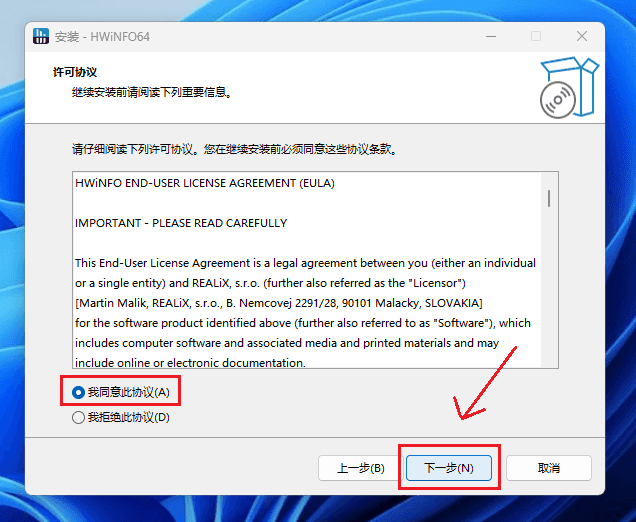 安装 - HWiNFO64
许可协议
继续安装前请阅读下列重要信息。
请仔细阅读下列许可协议。您在继续安装前必须同意这些协议条款。
HWiNFO END-USER LICENSE AGREEMENT (EULA)
IMPORTANT - PLEASE READ CAREFULLY
This End-User License Agreement is a legal agreement between you (either an individual
or a single entity) and REALiX, s.r.o. (further also referred as the "Licensor")
[Martin Malik, REALiX, s.r.o., B. Nemcovej 2291/28, 90101 Malacky, SLOVAKIA]
for the software product identified above (further also referred to as "Software"), which
includes computer software and associated media and printed materials and may
include online or electronic documentation.
我同意此协议(A)
我拒绝此协议(D)
上一步(B) 下一步(N) 取消